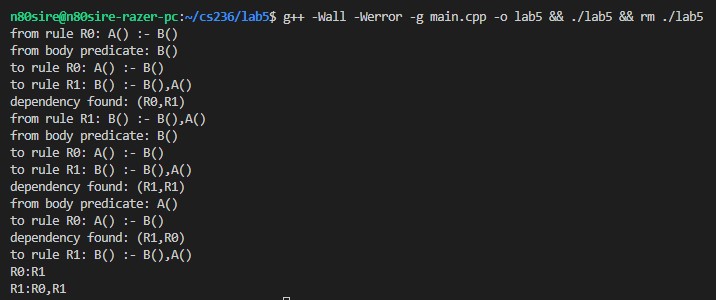 n80sire@n80sire-razer-pc:~/cs236/lab5$ g++ -Wall -Werror -g main.cpp -o lab5 && ./lab5 && rm ./lab5
from rule R0: A() :- B()
from body predicate: B()
to rule R0: A() :- B()
to rule R1: B() :- B(),A()
dependency found: (R0,R1)
from rule R1: B() :- B(),A()
from body predicate: B()
to rule R0: A() :- B()
to rule R1: B() :- B(),A()
dependency found: (R1,R1)
from body predicate: A()
to rule R0: A() :- B()
dependency found: (R1,R0)
to rule R1: B() :- B(),A()
R0:R1
R1:R0,R1